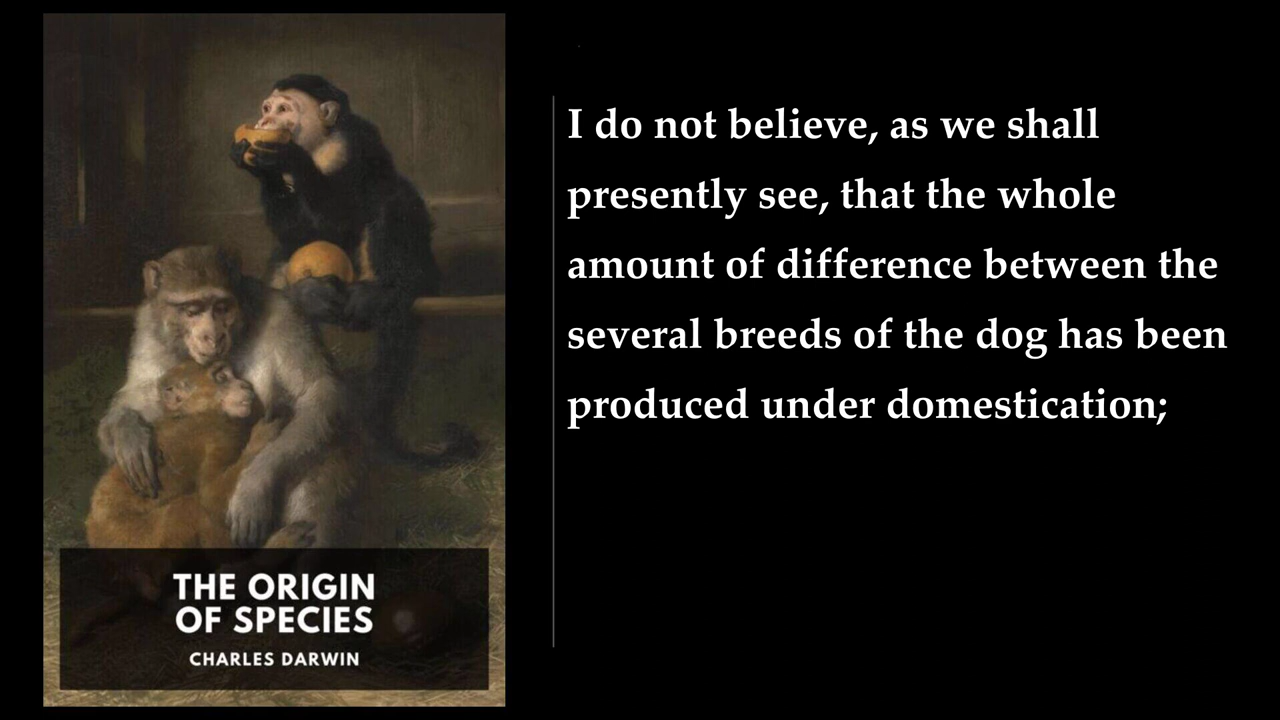 I do not believe, as we shall
presently see, that the whole
amount of difference between the
several breeds of the dog has been
produced under domestication;
THE ORIGIN
OF SPECIES
CHARLES DARWIN